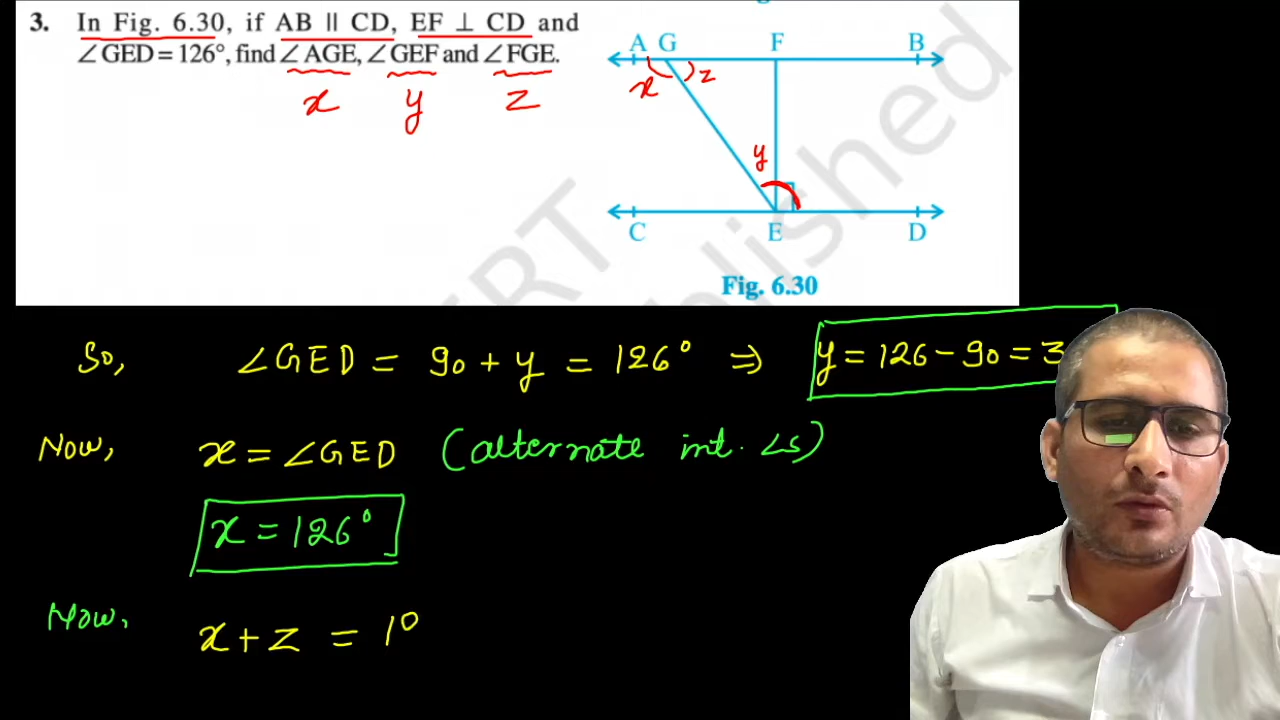 3. In Fig. 6.30, if AB || CD, EF ⊥ CD and
∠GED = 126°, find ∠AGE, ∠GEF and ∠FGE.
x y z
A G F B
x z
y
C E D
Fig. 6.30
So, ∠GED = 90 + y = 126° ⇒ y = 126 - 90 = 3
Now, x = ∠GED (alternate int. ∠s)
x = 126°
Now, x + z = 1